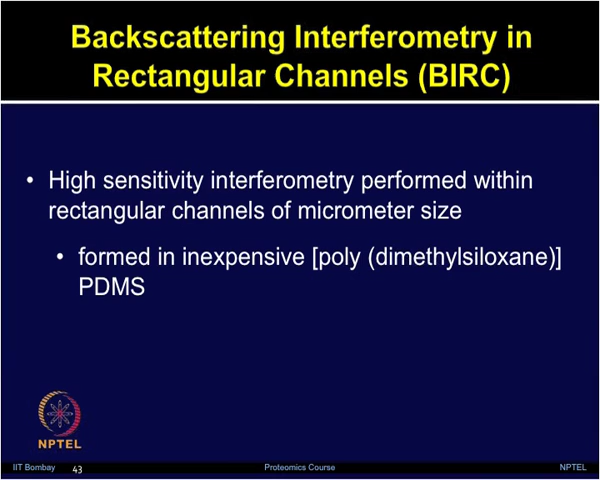 Backscattering Interferometry in
Rectangular Channels (BIRC)
• High sensitivity interferometry performed within
rectangular channels of micrometer size
• formed in inexpensive [poly (dimethylsiloxane)]
PDMS
NPTEL
IIT Bombay 43 Proteomics Course NPTEL